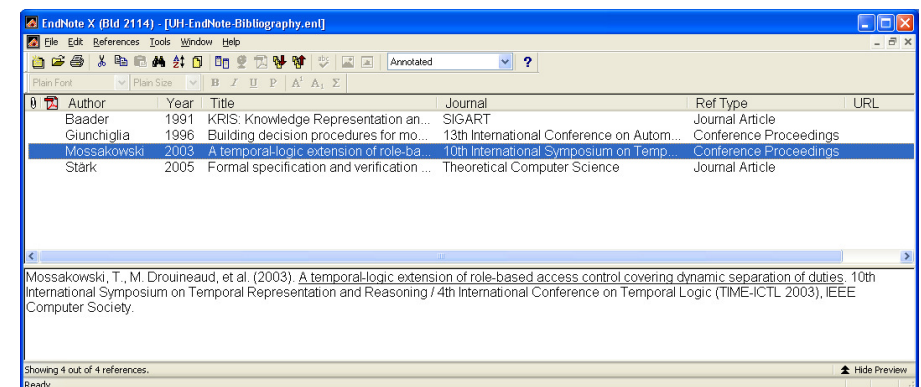 EndNote X (Bld 2114) - [UH-EndNote-Bibliography.enl]
File Edit References Tools Window Help
Annotated
Plain Font Plain Size B I U P A¹ A₁ Σ
Author Year Title Journal Ref Type URL
Baader 1991 KRIS: Knowledge Representation an... SIGART Journal Article
Giunchiglia 1996 Building decision procedures for mo... 13th International Conference on Autom... Conference Proceedings
Mossakowski 2003 A temporal-logic extension of role-ba... 10th International Symposium on Temp... Conference Proceedings
Stärk 2005 Formal specification and verification ... Theoretical Computer Science Journal Article
Mossakowski, T., M. Drouineaud, et al. (2003). A temporal-logic extension of role-based access control covering dynamic separation of duties. 10th
International Symposium on Temporal Representation and Reasoning / 4th International Conference on Temporal Logic (TIME-ICTL 2003), IEEE
Computer Society.
Showing 4 out of 4 references. Hide Preview
Ready